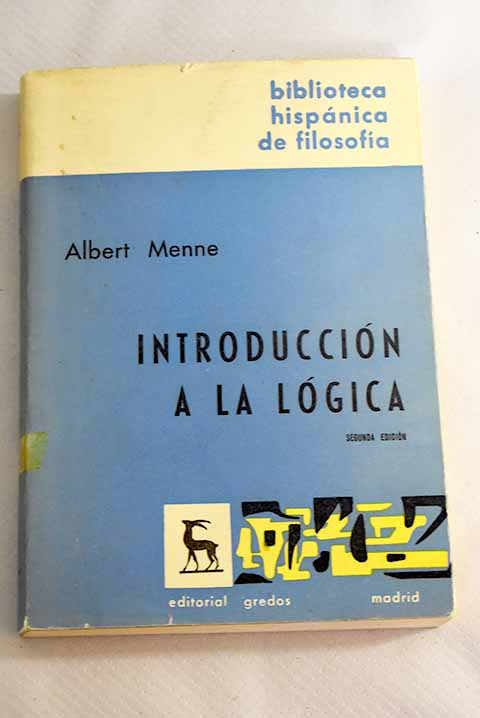 biblioteca
hispánica
de filosofía
Albert Menne
INTRODUCCIÓN
A LA LÓGICA
SEGUNDA EDICIÓN
editorial gredos madrid